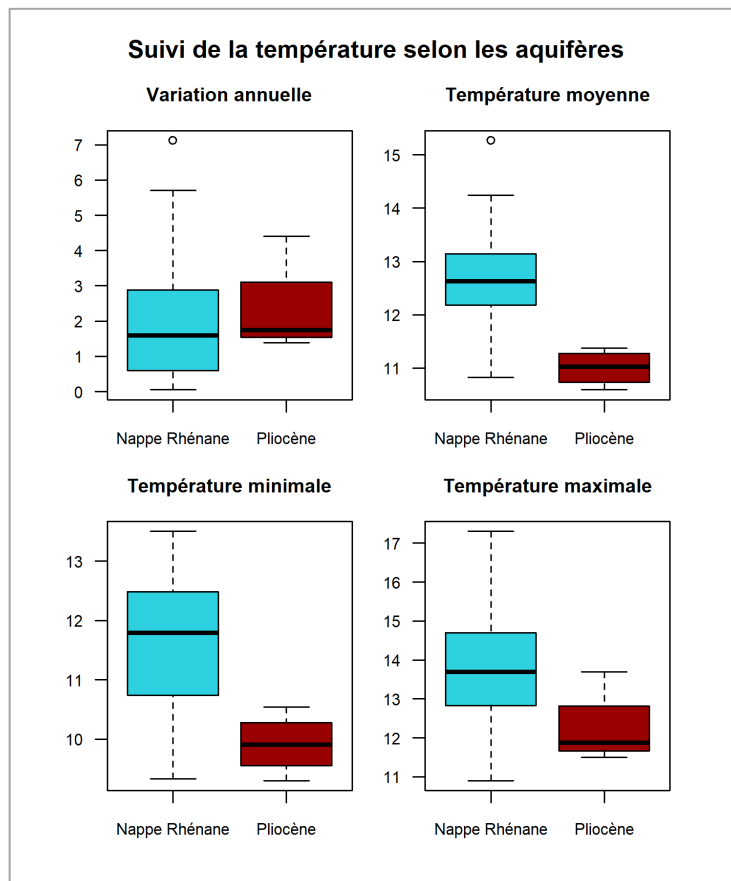 Suivi de la température selon les aquifères
Variation annuelle
7
6
5
4
3
2
1
0
Nappe Rhénane Pliocène
Température moyenne
15
14
13
12
11
Nappe Rhénane Pliocène
Température minimale
13
12
11
10
Nappe Rhénane Pliocène
Température maximale
17
16
15
14
13
12
11
Nappe Rhénane Pliocène